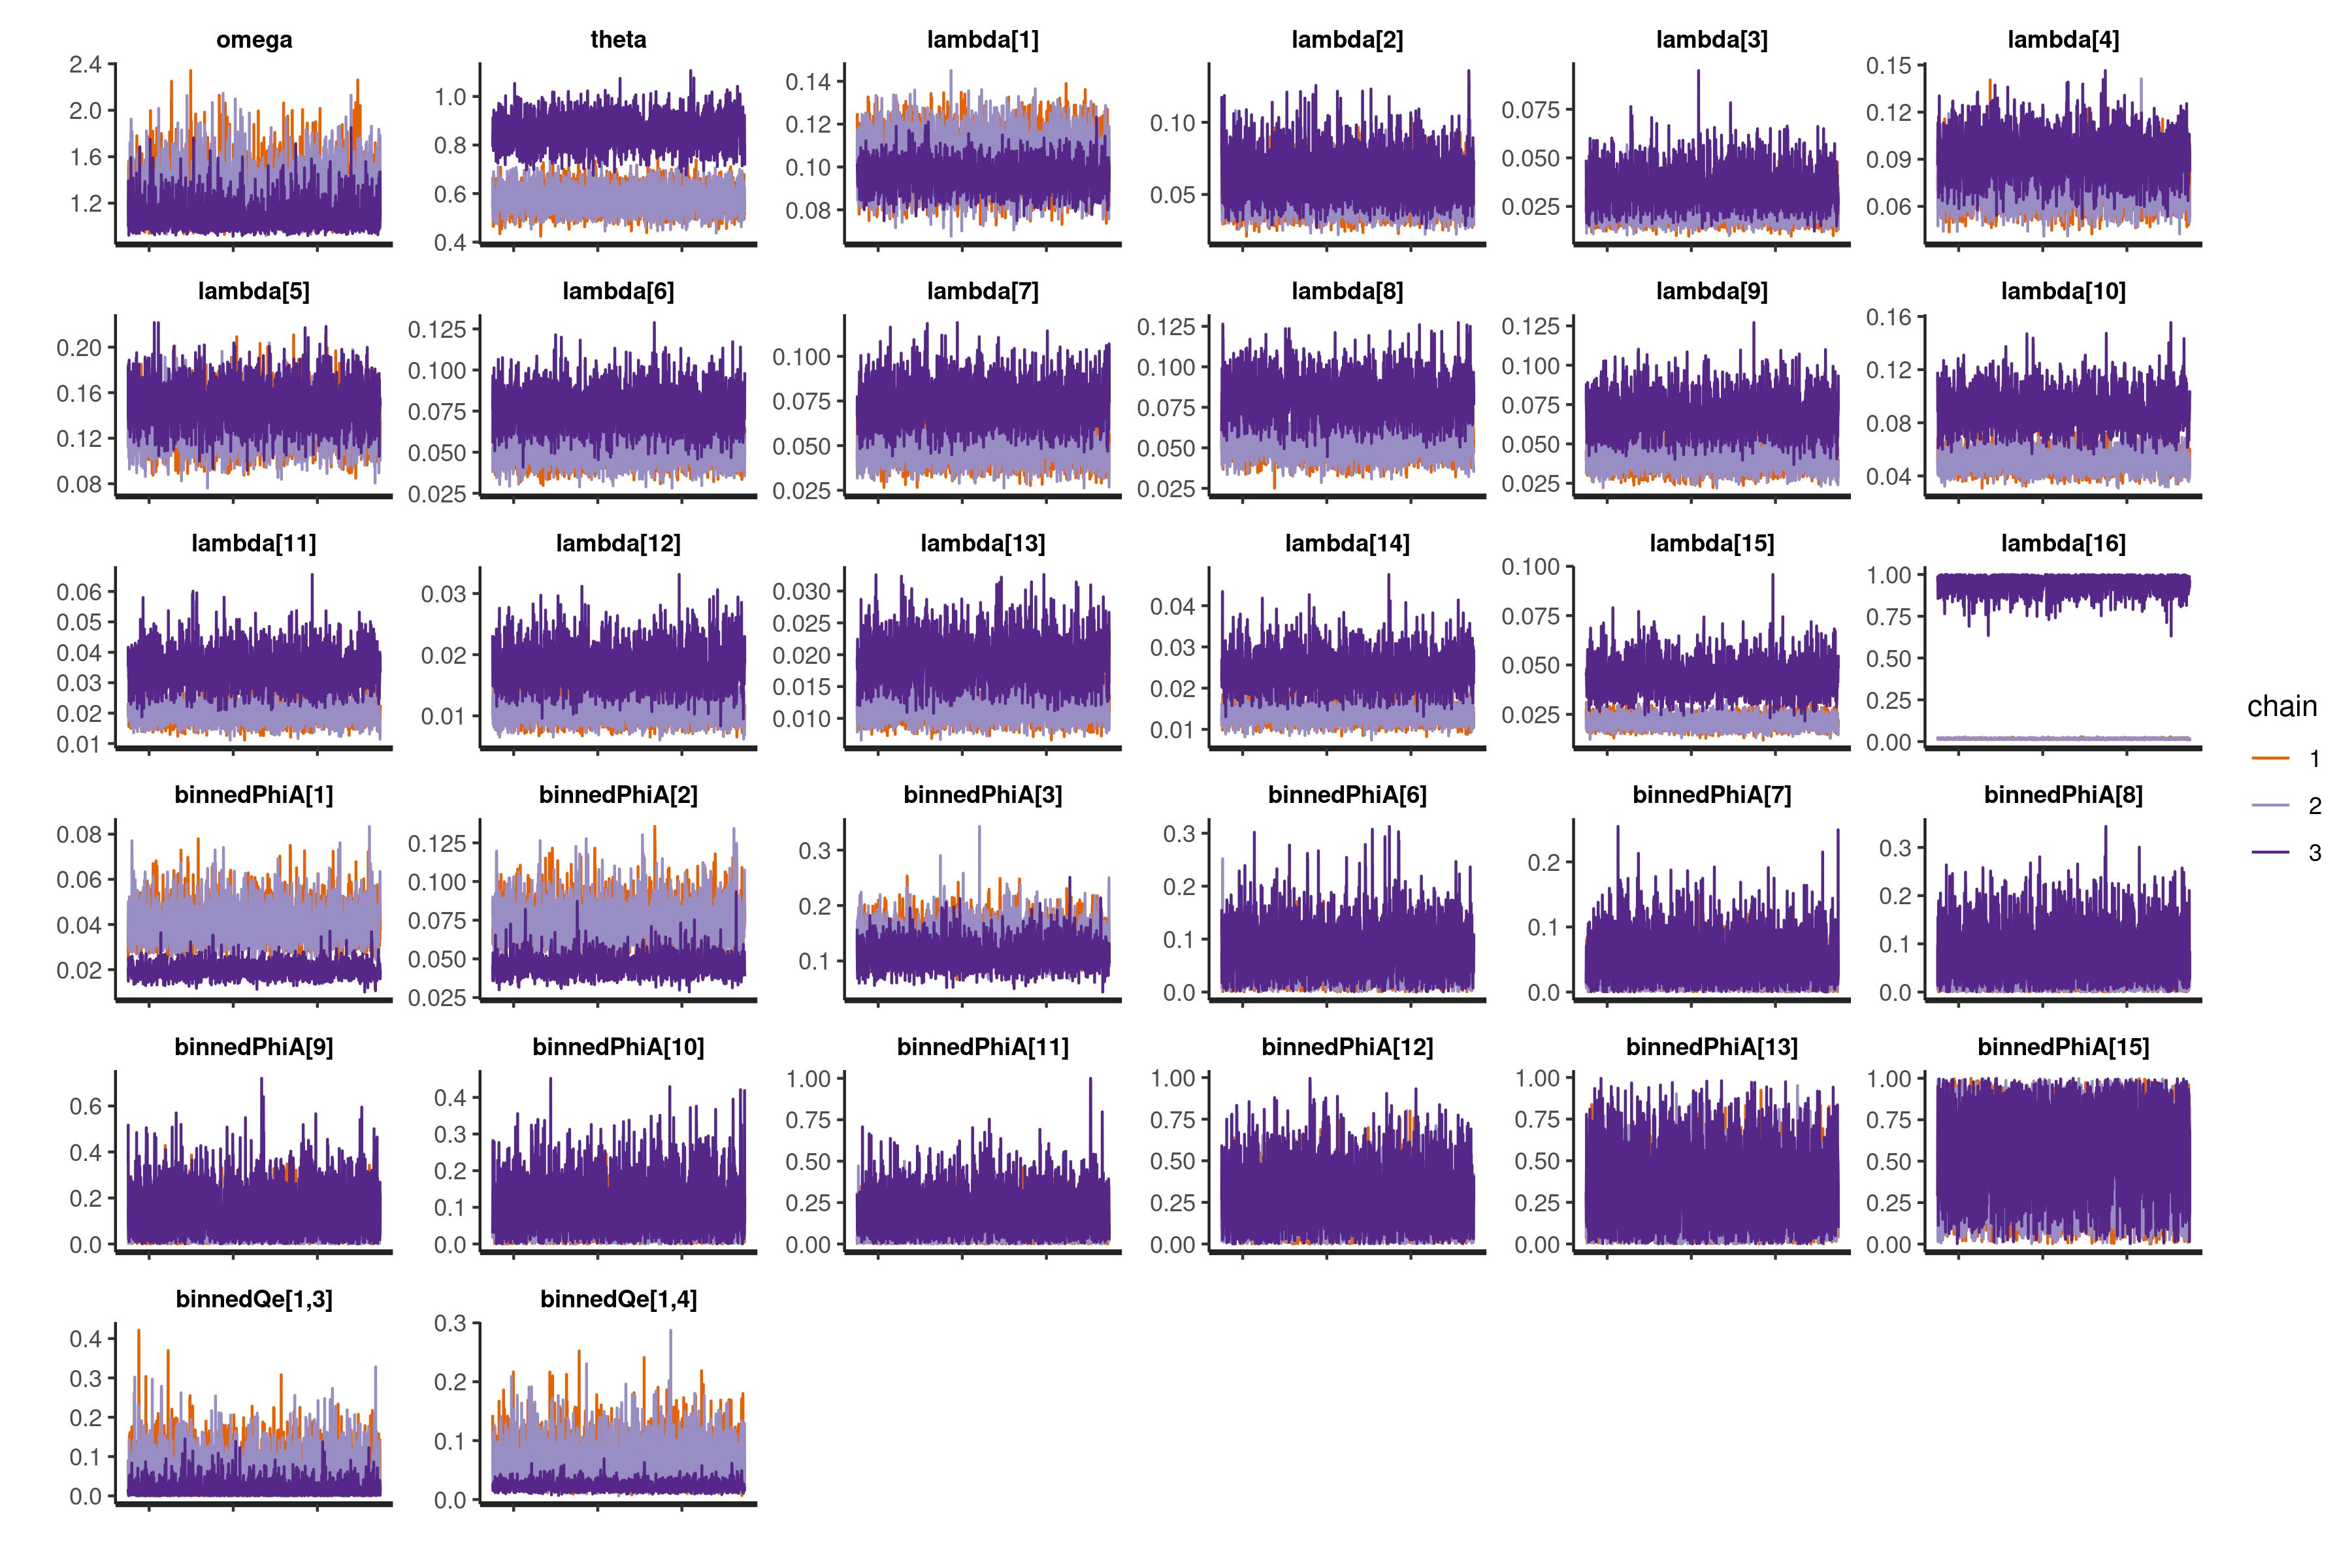 omega theta lambda[1] lambda[2] lambda[3] lambda[4]
2.4 2.0 1.6 1.2
1.0 0.8 0.6 0.4
0.14 0.12 0.10 0.08
0.10 0.05
0.075 0.050 0.025
0.15 0.12 0.09 0.06
lambda[5] lambda[6] lambda[7] lambda[8] lambda[9] lambda[10]
0.20 0.16 0.12 0.08
0.125 0.100 0.075 0.050 0.025
0.100 0.075 0.050 0.025
0.125 0.100 0.075 0.050 0.025
0.125 0.100 0.075 0.050 0.025
0.16 0.12 0.08 0.04
lambda[11] lambda[12] lambda[13] lambda[14] lambda[15] lambda[16]
0.06 0.05 0.04 0.03 0.02 0.01
0.03 0.02 0.01
0.030 0.025 0.020 0.015 0.010
0.04 0.03 0.02 0.01
0.100 0.075 0.050 0.025
1.00 0.75 0.50 0.25 0.00
binnedPhiA[1] binnedPhiA[2] binnedPhiA[3] binnedPhiA[6] binnedPhiA[7] binnedPhiA[8]
0.08 0.06 0.04 0.02
0.125 0.100 0.075 0.050 0.025
0.3 0.2 0.1
0.3 0.2 0.1 0.0
0.2 0.1 0.0
0.3 0.2 0.1 0.0
binnedPhiA[9] binnedPhiA[10] binnedPhiA[11] binnedPhiA[12] binnedPhiA[13] binnedPhiA[15]
0.6 0.4 0.2 0.0
0.4 0.3 0.2 0.1 0.0
1.00 0.75 0.50 0.25 0.00
1.00 0.75 0.50 0.25 0.00
1.00 0.75 0.50 0.25 0.00
1.00 0.75 0.50 0.25 0.00
binnedQe[1,3] binnedQe[1,4]
0.4 0.3 0.2 0.1 0.0
0.3 0.2 0.1 0.0
chain
1
2
3